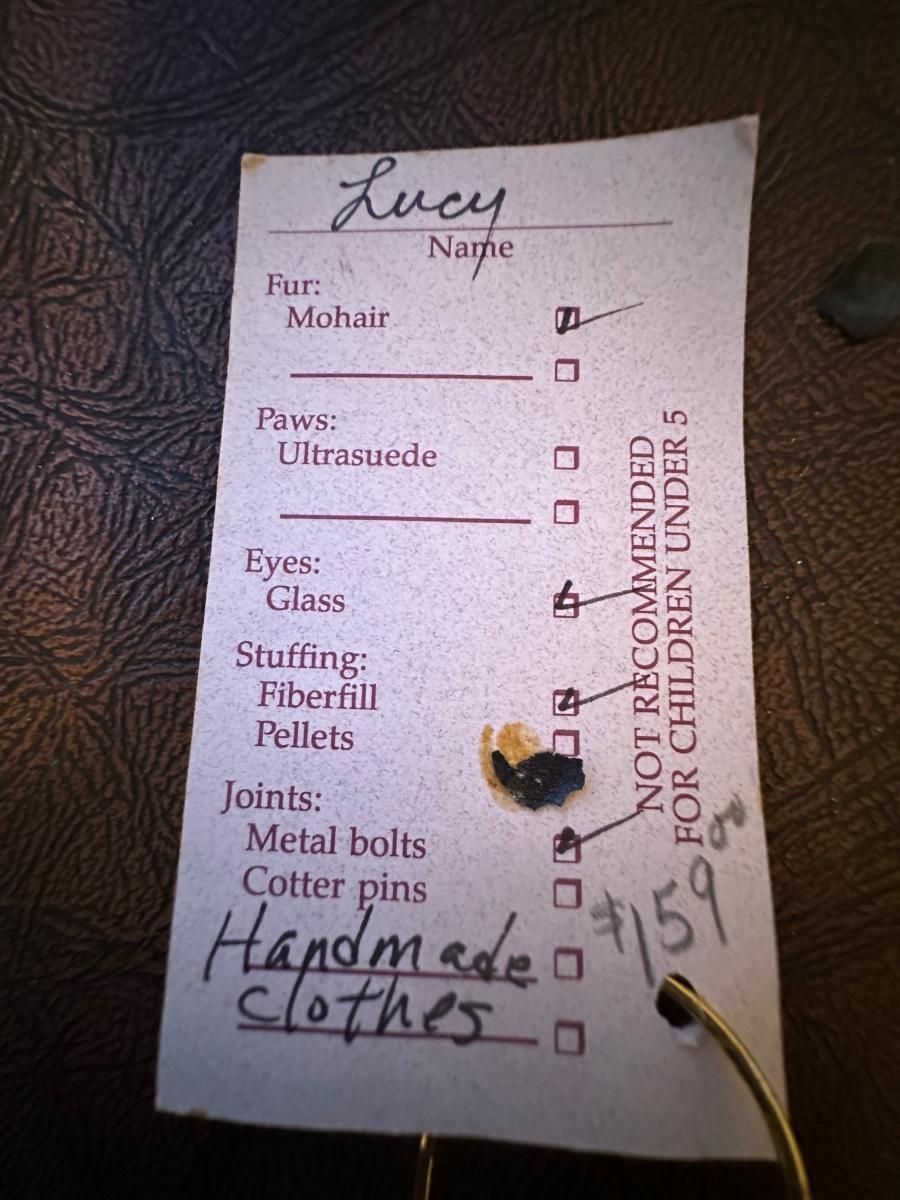 Lucy
Name
Fur:
Mohair
Paws:
Ultrasuede
Eyes:
Glass
Stuffing:
Fiberfill
Pellets
Joints:
Metal bolts
Cotter pins
Handmade
clothes
NOT RECOMMENDED
FOR CHILDREN UNDER 5
$159.00